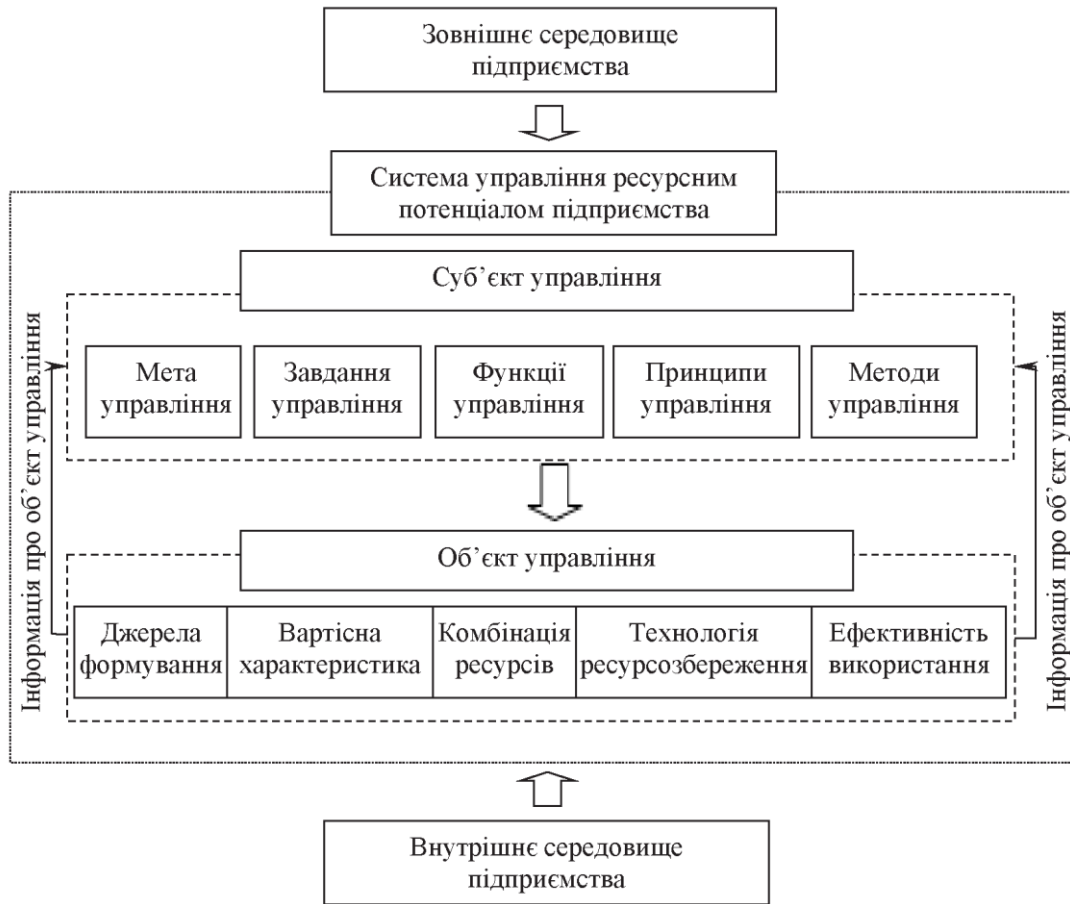 Зовнішнє середовище
підприємства
Система управління ресурсним
потенціалом підприємства
Суб’єкт управління
Інформація про об’єкт управління
Мета
управління
Завдання
управління
Функції
управління
Принципи
управління
Методи
управління
Інформація про об’єкт управління
Об’єкт управління
Джерела
формування
Вартісна
характеристика
Комбінація
ресурсів
Технологія
ресурсозбереження
Ефективність
використання
Внутрішнє середовище
підприємства